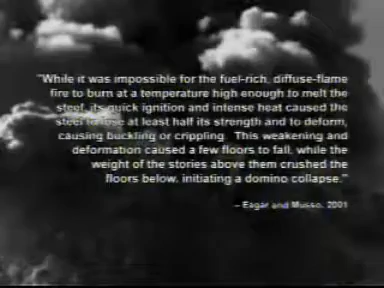 "While it was impossible for the fuel-rich, diffuse-flame
fire to burn at a temperature high enough to melt the
steel, its quick ignition and intense heat caused the
steel to lose at least half its strength and to deform,
causing buckling or crippling. This weakening and
deformation caused a few floors to fall, while the
weight of the stories above them crushed the
floors below, initiating a domino collapse."
– Eagar and Musso, 2001